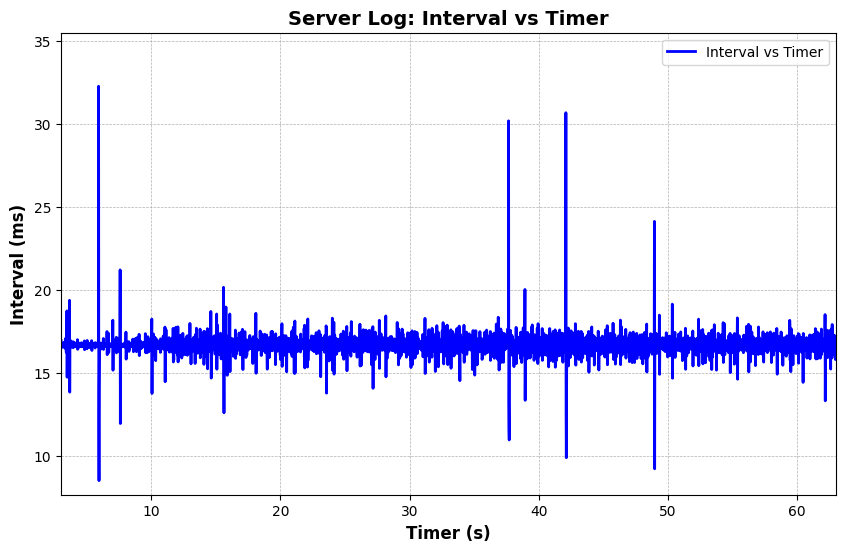 Server Log: Interval vs Timer
Interval vs Timer
35
30
25
20
15
10
Interval (ms)
10 20 30 40 50 60
Timer (s)